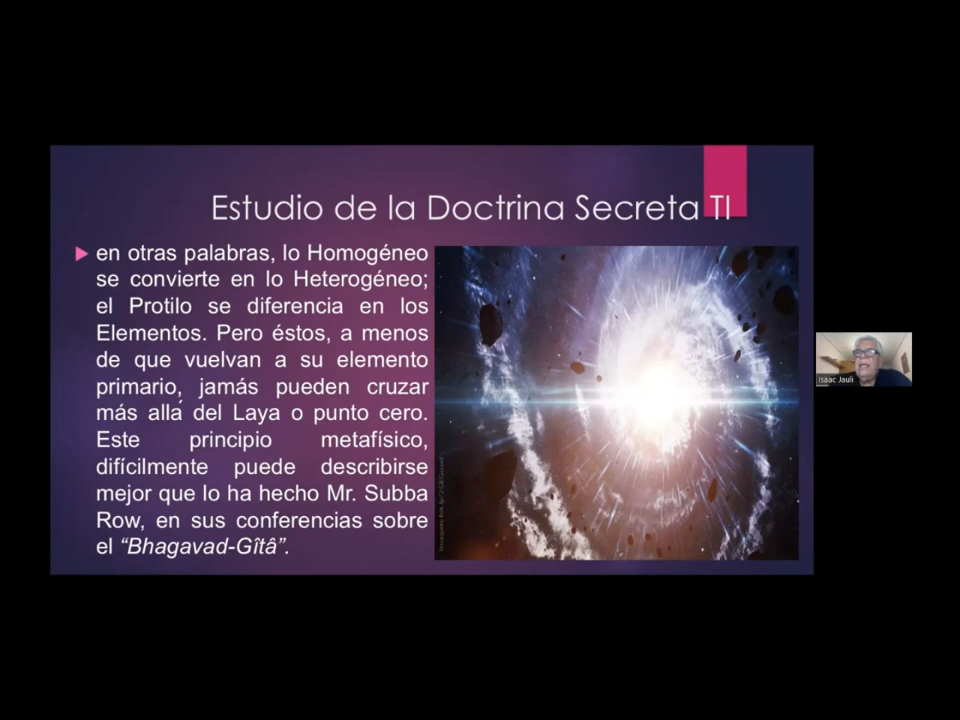 Estudio de la Doctrina Secreta TI
en otras palabras, lo Homogéneo
se convierte en lo Heterogéneo;
el Protilo se diferencia en los
Elementos. Pero éstos, a menos
de que vuelvan a su elemento
primario, jamás pueden cruzar
más allá del Laya o punto cero.
Este principio metafísico,
difícilmente puede describirse
mejor que lo ha hecho Mr. Subba
Row, en sus conferencias sobre
el “Bhagavad-Gîtâ”.
Isaac Jauli